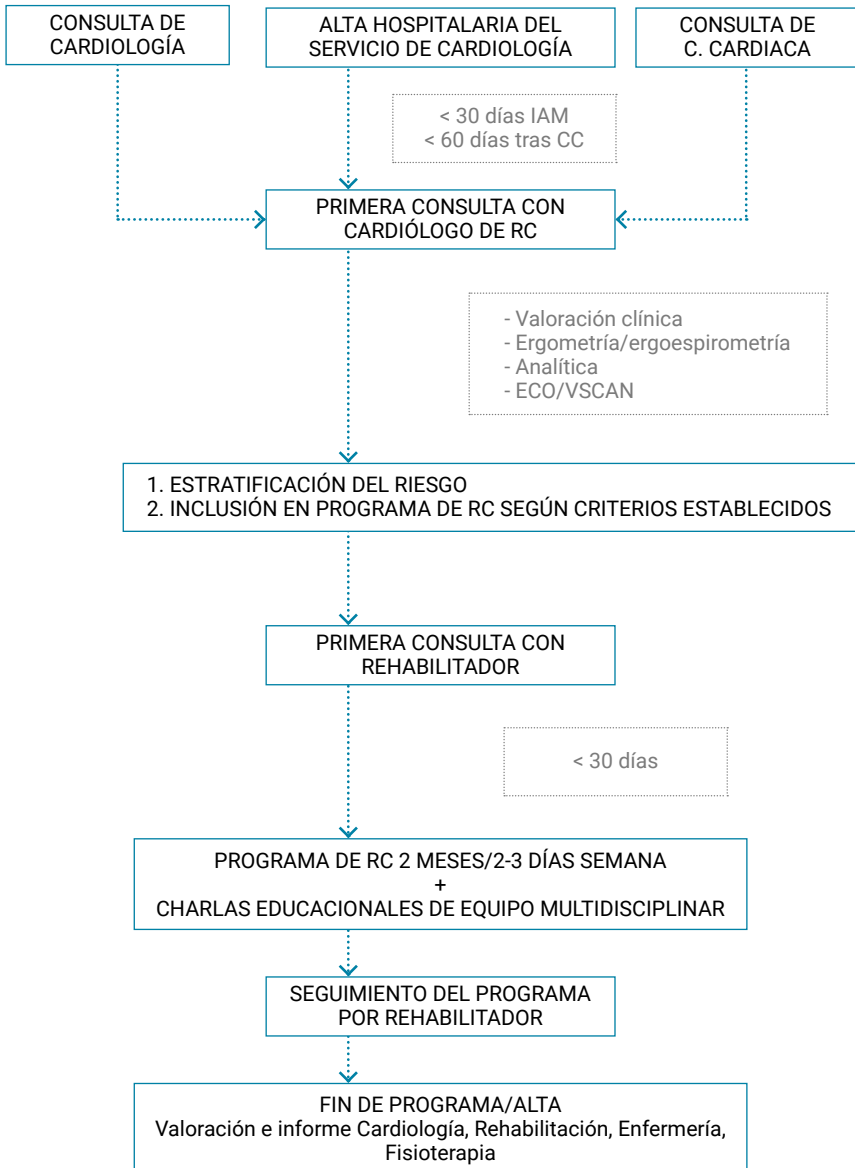 CONSULTA DE
CARDIOLOGÍA
ALTA HOSPITALARIA DEL
SERVICIO DE CARDIOLOGÍA
CONSULTA DE
C. CARDIACA
< 30 días IAM
< 60 días tras CC
PRIMERA CONSULTA CON
CARDIÓLOGO DE RC
- Valoración clínica
- Ergometría/ergoespirometría
- Analítica
- ECO/VSCAN
1. ESTRATIFICACIÓN DEL RIESGO
2. INCLUSIÓN EN PROGRAMA DE RC SEGÚN CRITERIOS ESTABLECIDOS
PRIMERA CONSULTA CON
REHABILITADOR
< 30 días
PROGRAMA DE RC 2 MESES/2-3 DÍAS SEMANA
+
CHARLAS EDUCACIONALES DE EQUIPO MULTIDISCIPLINAR
SEGUIMIENTO DEL PROGRAMA
POR REHABILITADOR
FIN DE PROGRAMA/ALTA
Valoración e informe Cardiología, Rehabilitación, Enfermería,
Fisioterapia